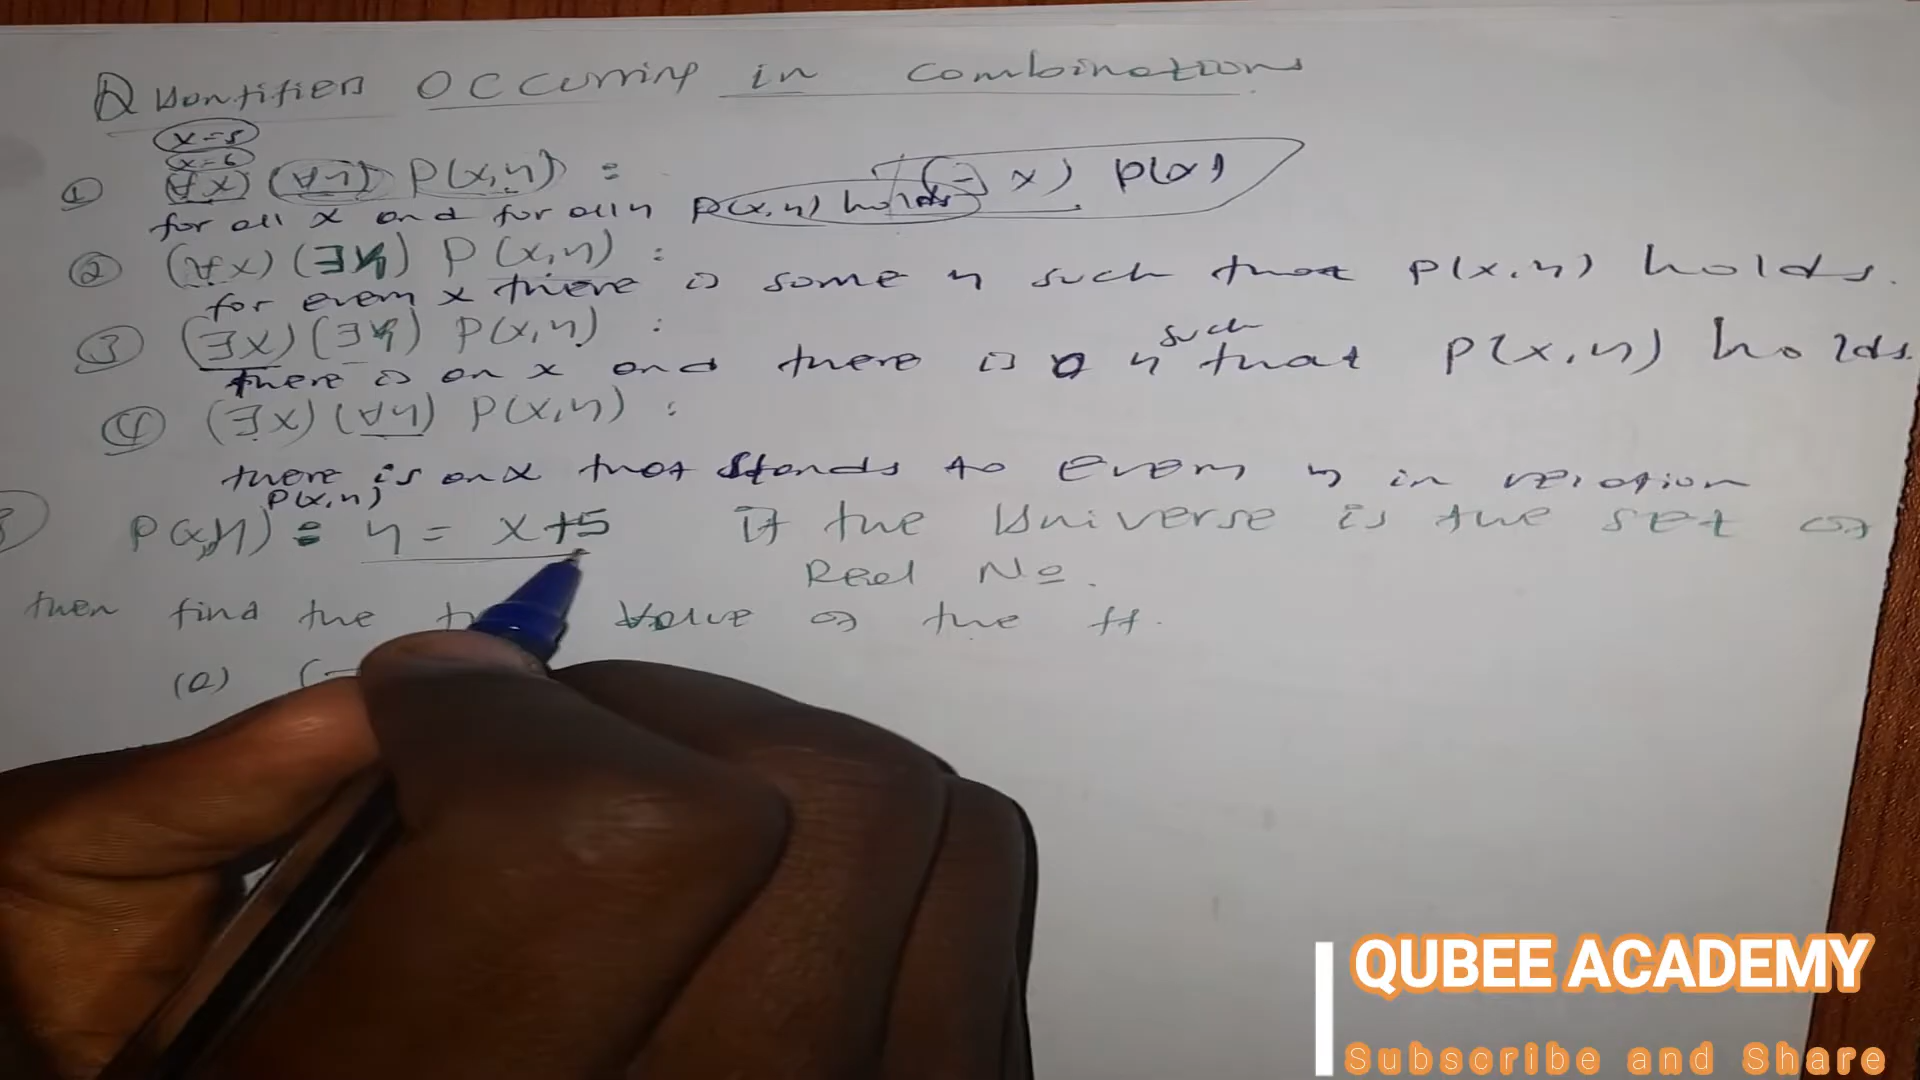 Quantifiers Occurring in combinations
x=5
x=6
① (∀x) (∀y) P(x,y) : (∃x) P(x)
for all x and for all y P(x,y) holds
② (∀x) (∃y) P(x,y) :
for every x there is some y such that P(x,y) holds.
③ (∃x) (∃y) P(x,y) :
there is an x and there is a y such that P(x,y) holds
④ (∃x) (∀y) P(x,y) :
there is an x that stands to every y in relation
P(x,y)
P(x,y) : y = x+5 If the Universe is the set of
Real No.
then find the value of the ff.
(a) (
QUBEE ACADEMY
Subscribe and Share